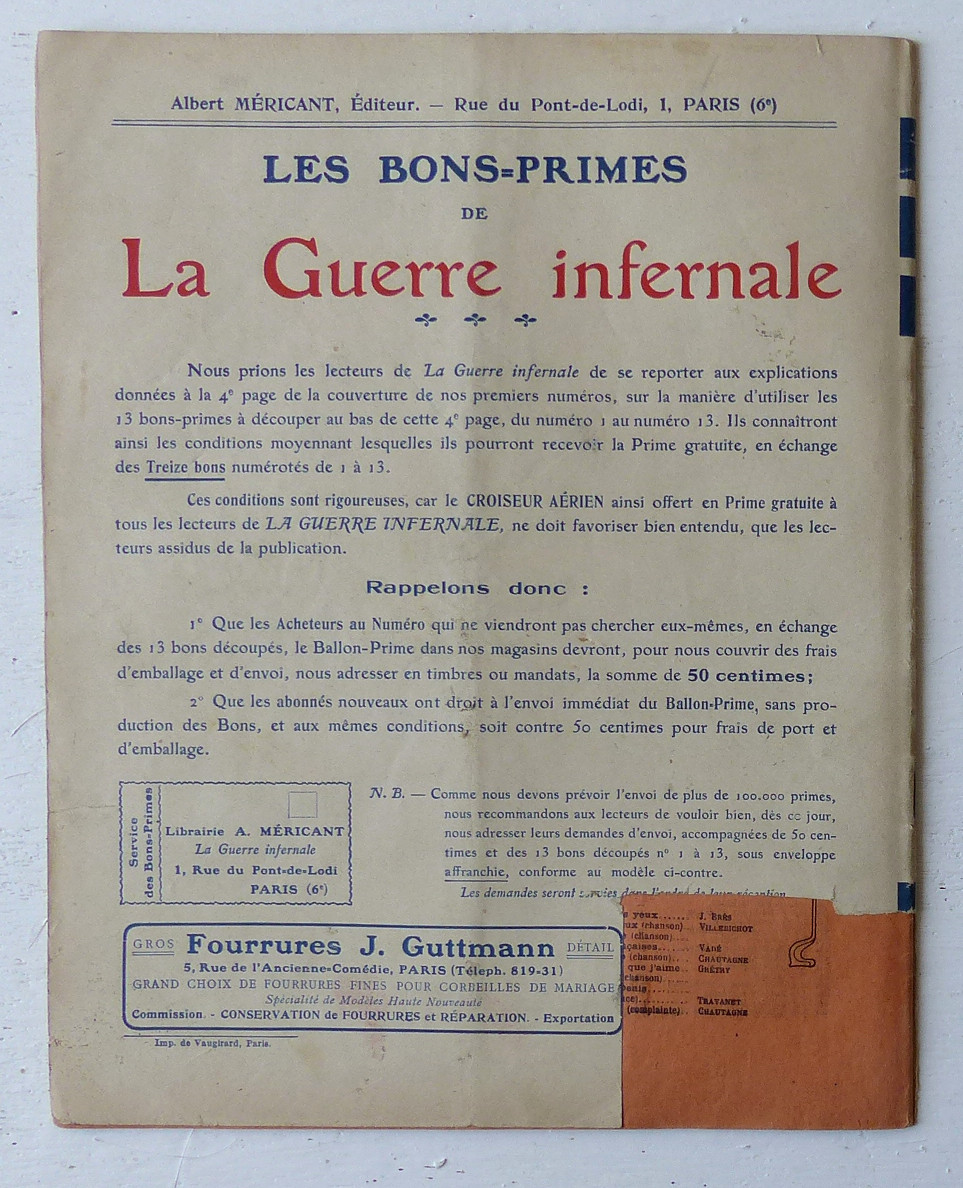 Albert MÉRICANT, Éditeur. — Rue du Pont-de-Lodi, 1, PARIS (6e)
LES BONS=PRIMES
DE
La Guerre infernale
Nous prions les lecteurs de La Guerre infernale de se reporter aux explications
données à la 4e page de la couverture de nos premiers numéros, sur la manière d'utiliser les
13 bons-primes à découper au bas de cette 4e page, du numéro 1 au numéro 13. Ils connaîtront
ainsi les conditions moyennant lesquelles ils pourront recevoir la Prime gratuite, en échange
des Treize bons numérotés de 1 à 13.
Ces conditions sont rigoureuses, car le CROISEUR AÉRIEN ainsi offert en Prime gratuite à
tous les lecteurs de LA GUERRE INFERNALE, ne doit favoriser bien entendu, que les lec-
teurs assidus de la publication.
Rappelons donc :
1e Que les Acheteurs au Numéro qui ne viendront pas chercher eux-mêmes, en échange
des 13 bons découpés, le Ballon-Prime dans nos magasins devront, pour nous couvrir des frais
d'emballage et d'envoi, nous adresser en timbres ou mandats, la somme de 50 centimes;
2° Que les abonnés nouveaux ont droit à l'envoi immédiat du Ballon=Prime, sans pro-
duction des Bons, et aux mêmes conditions, soit contre 50 centimes pour frais de port et
d'emballage.
Service
des Bons=Primes
Librairie A. MÉRICANT
La Guerre infernale
1, Rue du Pont=de=Lodi
PARIS (6e)
N. B. — Comme nous devons prévoir l'envoi de plus de 100.000 primes,
nous recommandons aux lecteurs de vouloir bien, dès ce jour,
nous adresser leurs demandes d'envoi, accompagnées de 50 cen-
times et des 13 bons découpés n° 1 à 13, sous enveloppe
affranchie, conforme au modèle ci-contre.
Les demandes seront servies dans l'ordre de leur réception
GROS Fourrures J. Guttmann DÉTAIL
5, Rue de l'Ancienne=Comédie, PARIS (Téleph. 819-31)
GRAND CHOIX DE FOURRURES FINES POUR CORBEILLES DE MARIAGE
Spécialité de Modèles Haute Nouveauté
Commission. - CONSERVATION de FOURRURES et RÉPARATION. - Exportation
Imp. de Vaugirard, Paris.
yeux....... J. Brès
(chanson) Villebichot
(chanson)....
Vadé
(chanson)... Chautagne
que j'aime.. Grétry
chanson)......
Travanet
(complainte).. Chautagne